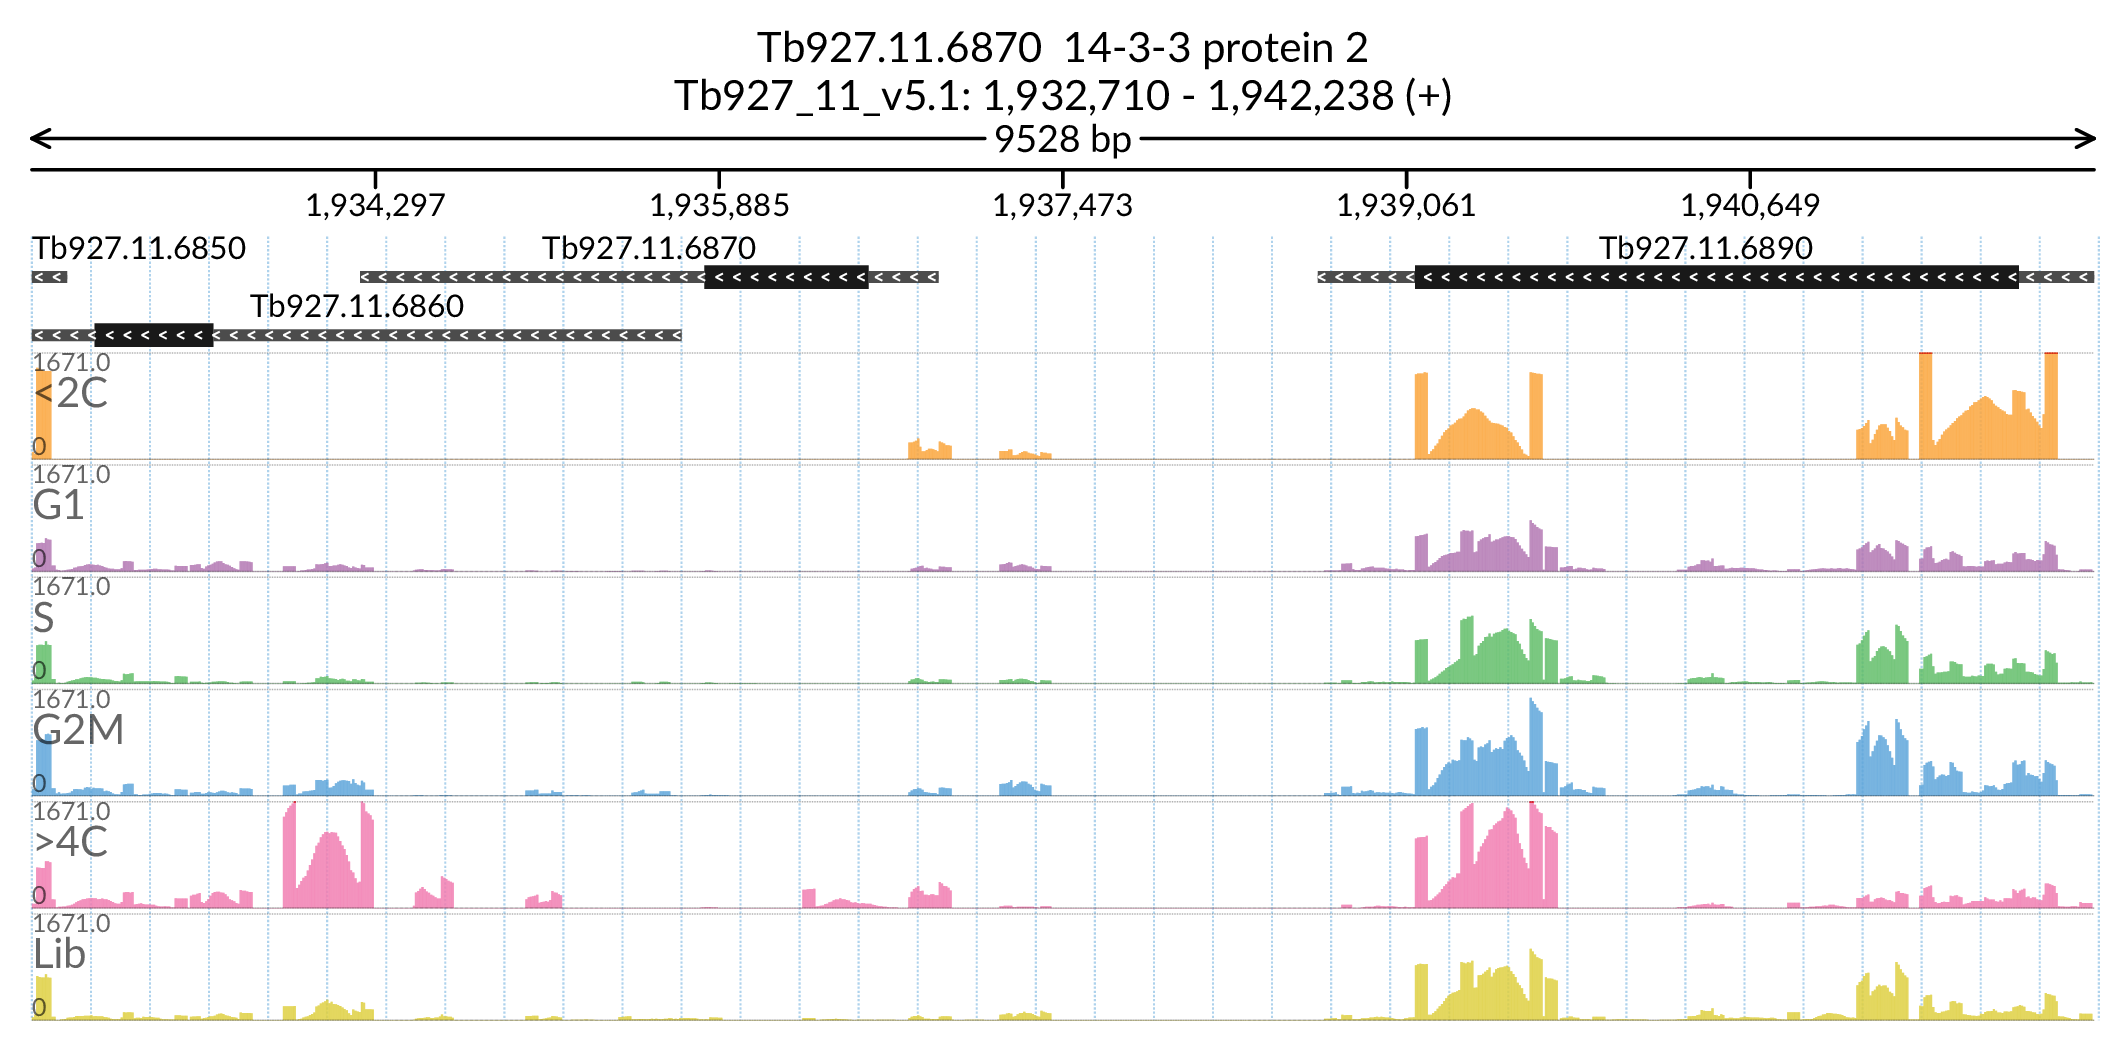 Tb927.11.6870  14-3-3 protein 2
Tb927_11_v5.1: 1,932,710 - 1,942,238 (+)
9528 bp
1,934,297 1,935,885 1,937,473 1,939,061 1,940,649
Tb927.11.6850 Tb927.11.6870 Tb927.11.6890
Tb927.11.6860
1671.0
<2C
0
1671.0
G1
0
1671.0
S
0
1671.0
G2M
0
1671.0
>4C
0
1671.0
Lib
0